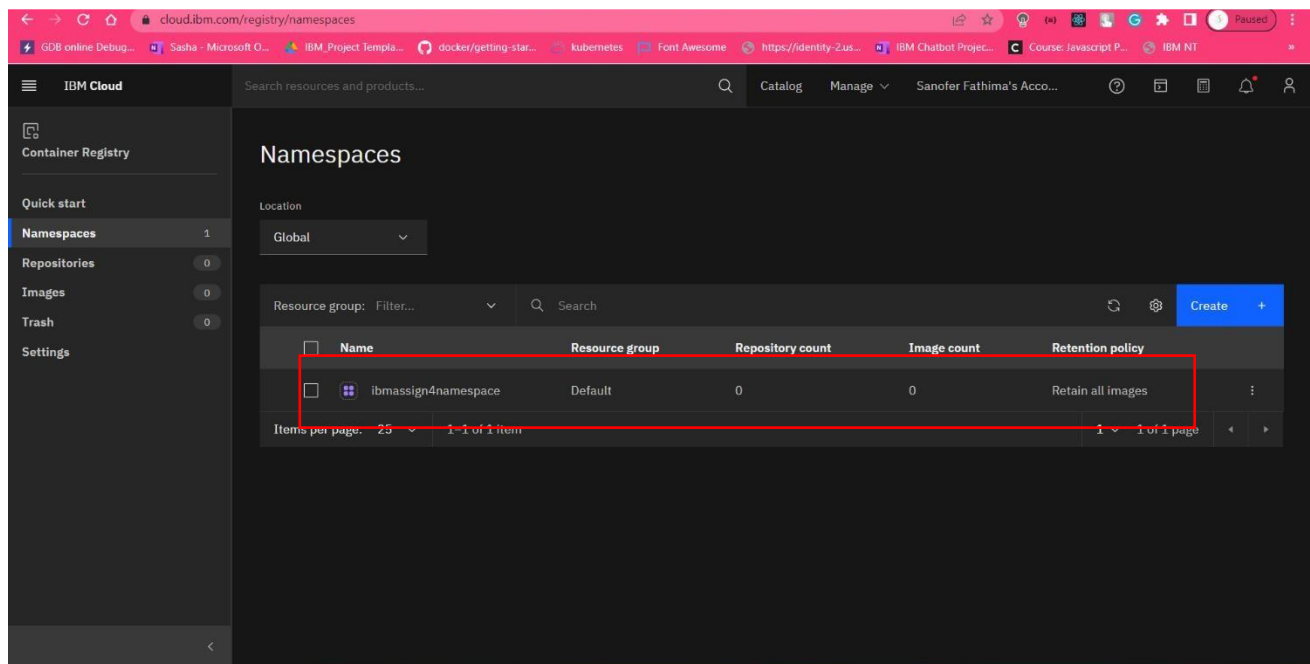 cloud.ibm.com/registry/namespaces
Paused
GDB online Debug... Sasha - Microsoft O... IBM_Project Templa... docker/getting-star... kubernetes Font Awesome https://identity-2.us... IBM Chatbot Projec... Course: Javascript P... IBM NT
IBM Cloud Search resources and products... Catalog Manage Sanofer Fathima's Acco...
Container Registry
Quick start
Namespaces 1
Repositories 0
Images 0
Trash 0
Settings
Namespaces
Location
Global
Resource group: Filter... Search Create +
Name Resource group Repository count Image count Retention policy
ibmassign4namespace Default 0 0 Retain all images
Items per page: 25 1–1 of 1 item 1 1 of 1 page